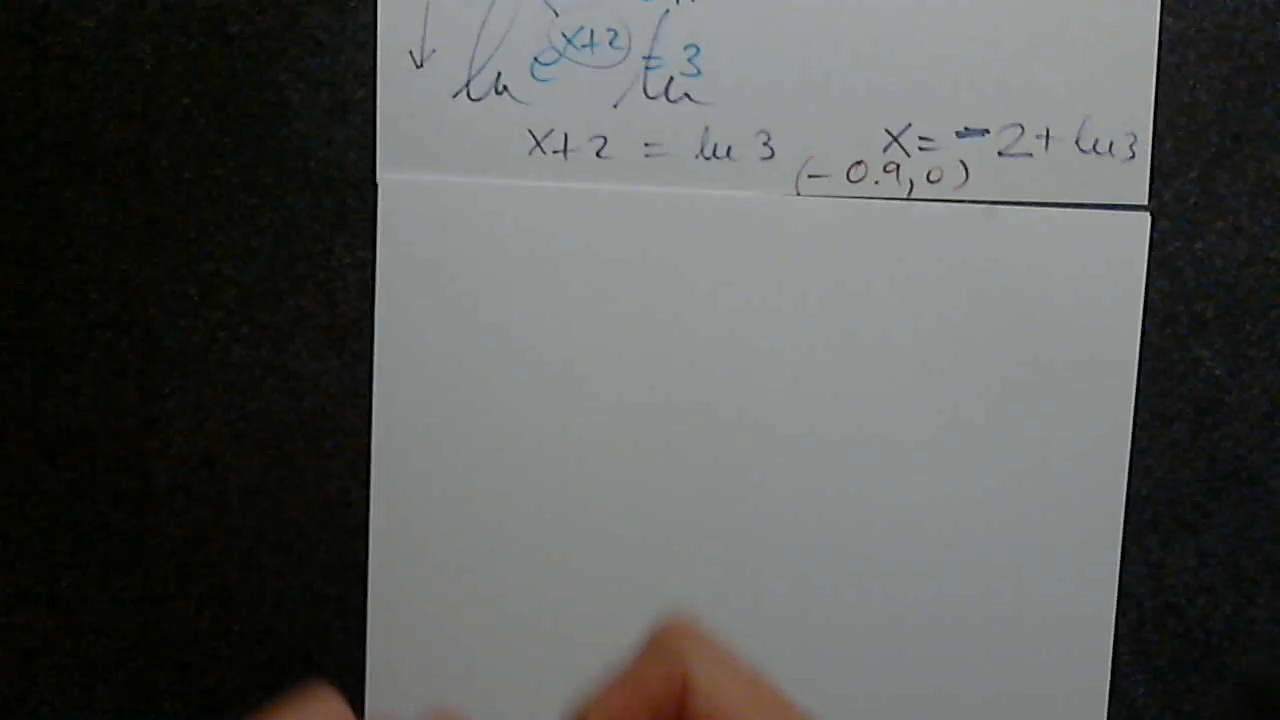 ln e^(x+2) = ln 3
x+2 = ln 3 x = -2 + ln 3
(-0.9, 0)